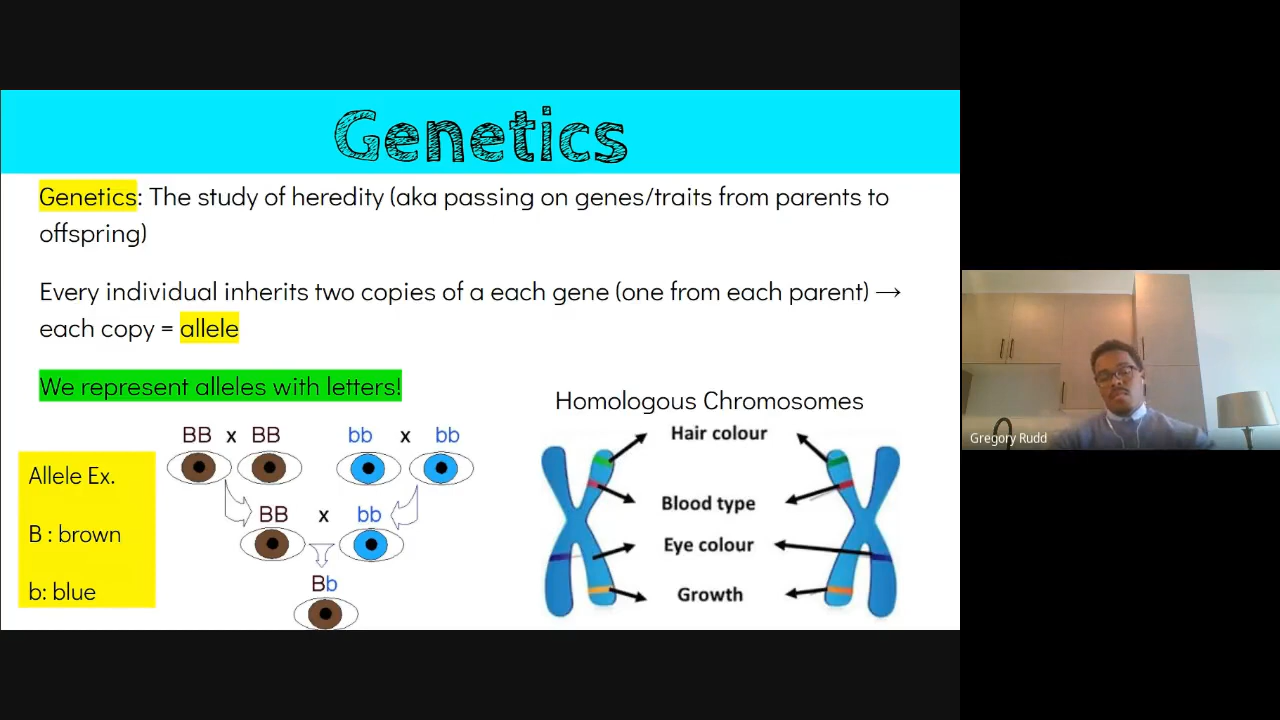 Genetics
Genetics: The study of heredity (aka passing on genes/traits from parents to
offspring)
Every individual inherits two copies of a each gene (one from each parent) →
each copy = allele
We represent alleles with letters!
Allele Ex.
B : brown
b: blue
BB x BB
bb x bb
BB x bb
Bb
Homologous Chromosomes
Hair colour
Blood type
Eye colour
Growth
Gregory Rudd